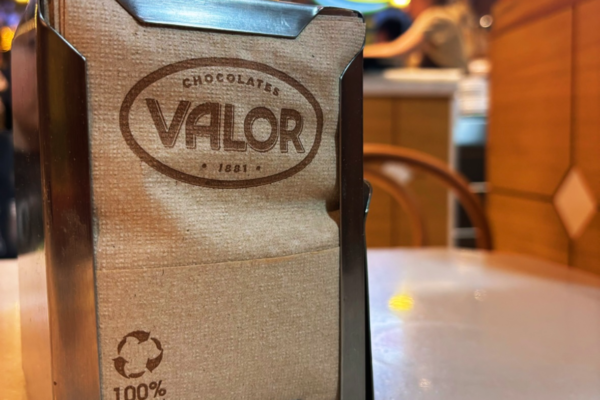 CHOCOLATES
VALOR
• 1881 •
100%